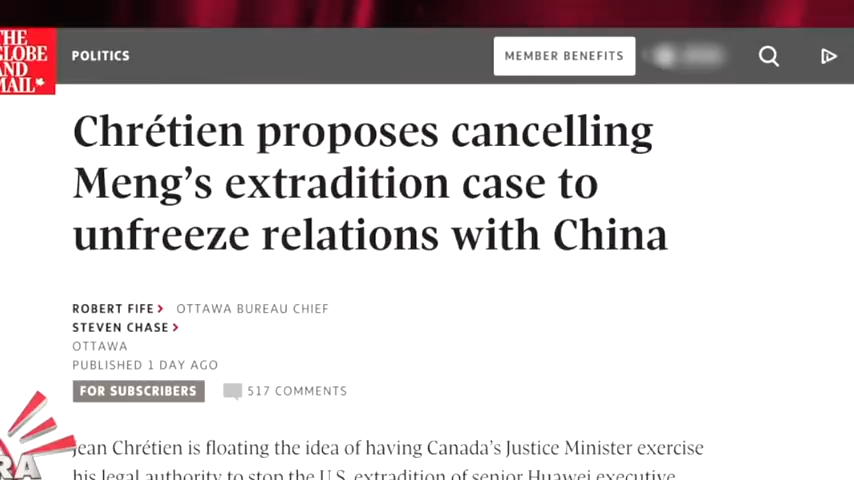 THE
GLOBE
AND
MAIL
POLITICS
MEMBER BENEFITS
Chrétien proposes cancelling
Meng's extradition case to
unfreeze relations with China
ROBERT FIFE OTTAWA BUREAU CHIEF
STEVEN CHASE
OTTAWA
PUBLISHED 1 DAY AGO
FOR SUBSCRIBERS 517 COMMENTS
Jean Chrétien is floating the idea of having Canada's Justice Minister exercise
his legal authority to stop the U.S. extradition of senior Huawei executive
RA